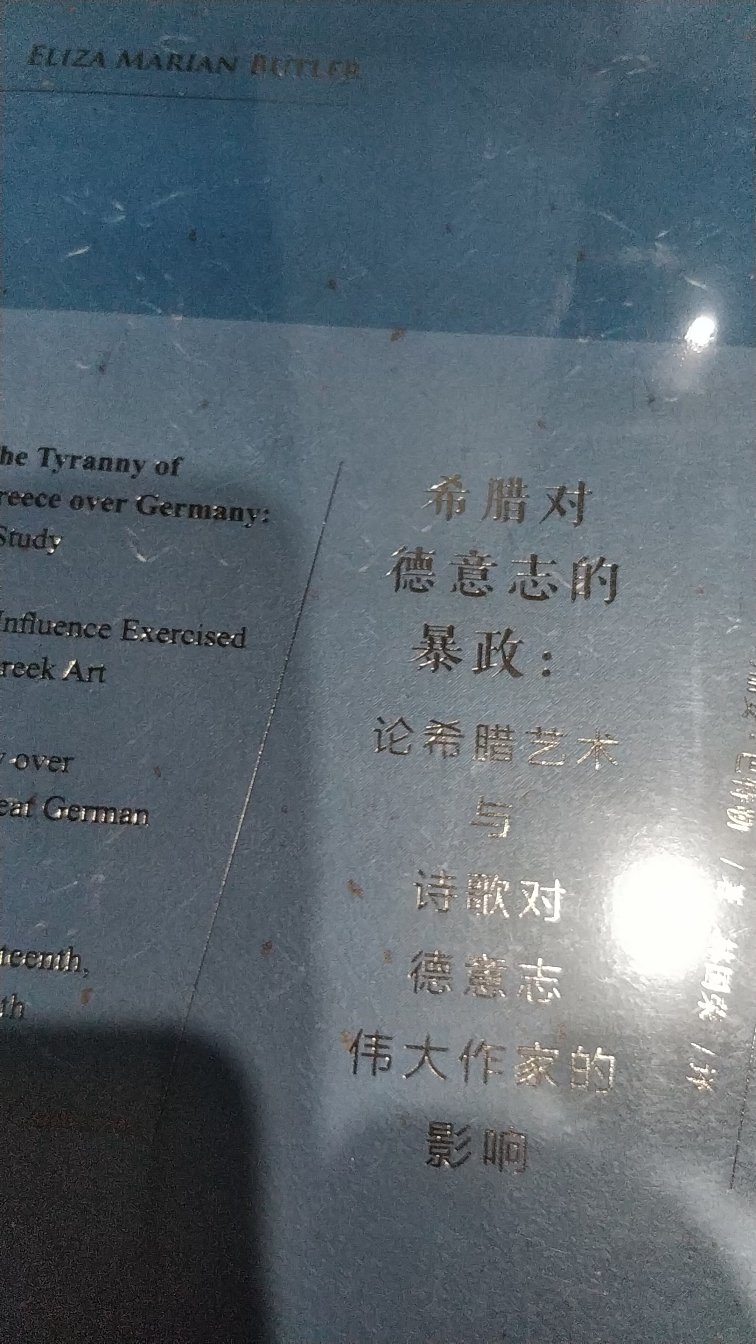 ELIZA MARIAN BUTLER
he Tyranny of
reece over Germany:
Study
Influence Exercised
reek Art
over
eat German
teenth,
th
希腊对
德意志的
暴政：
论希腊艺术
与
诗歌对
德意志
伟大作家的
影响